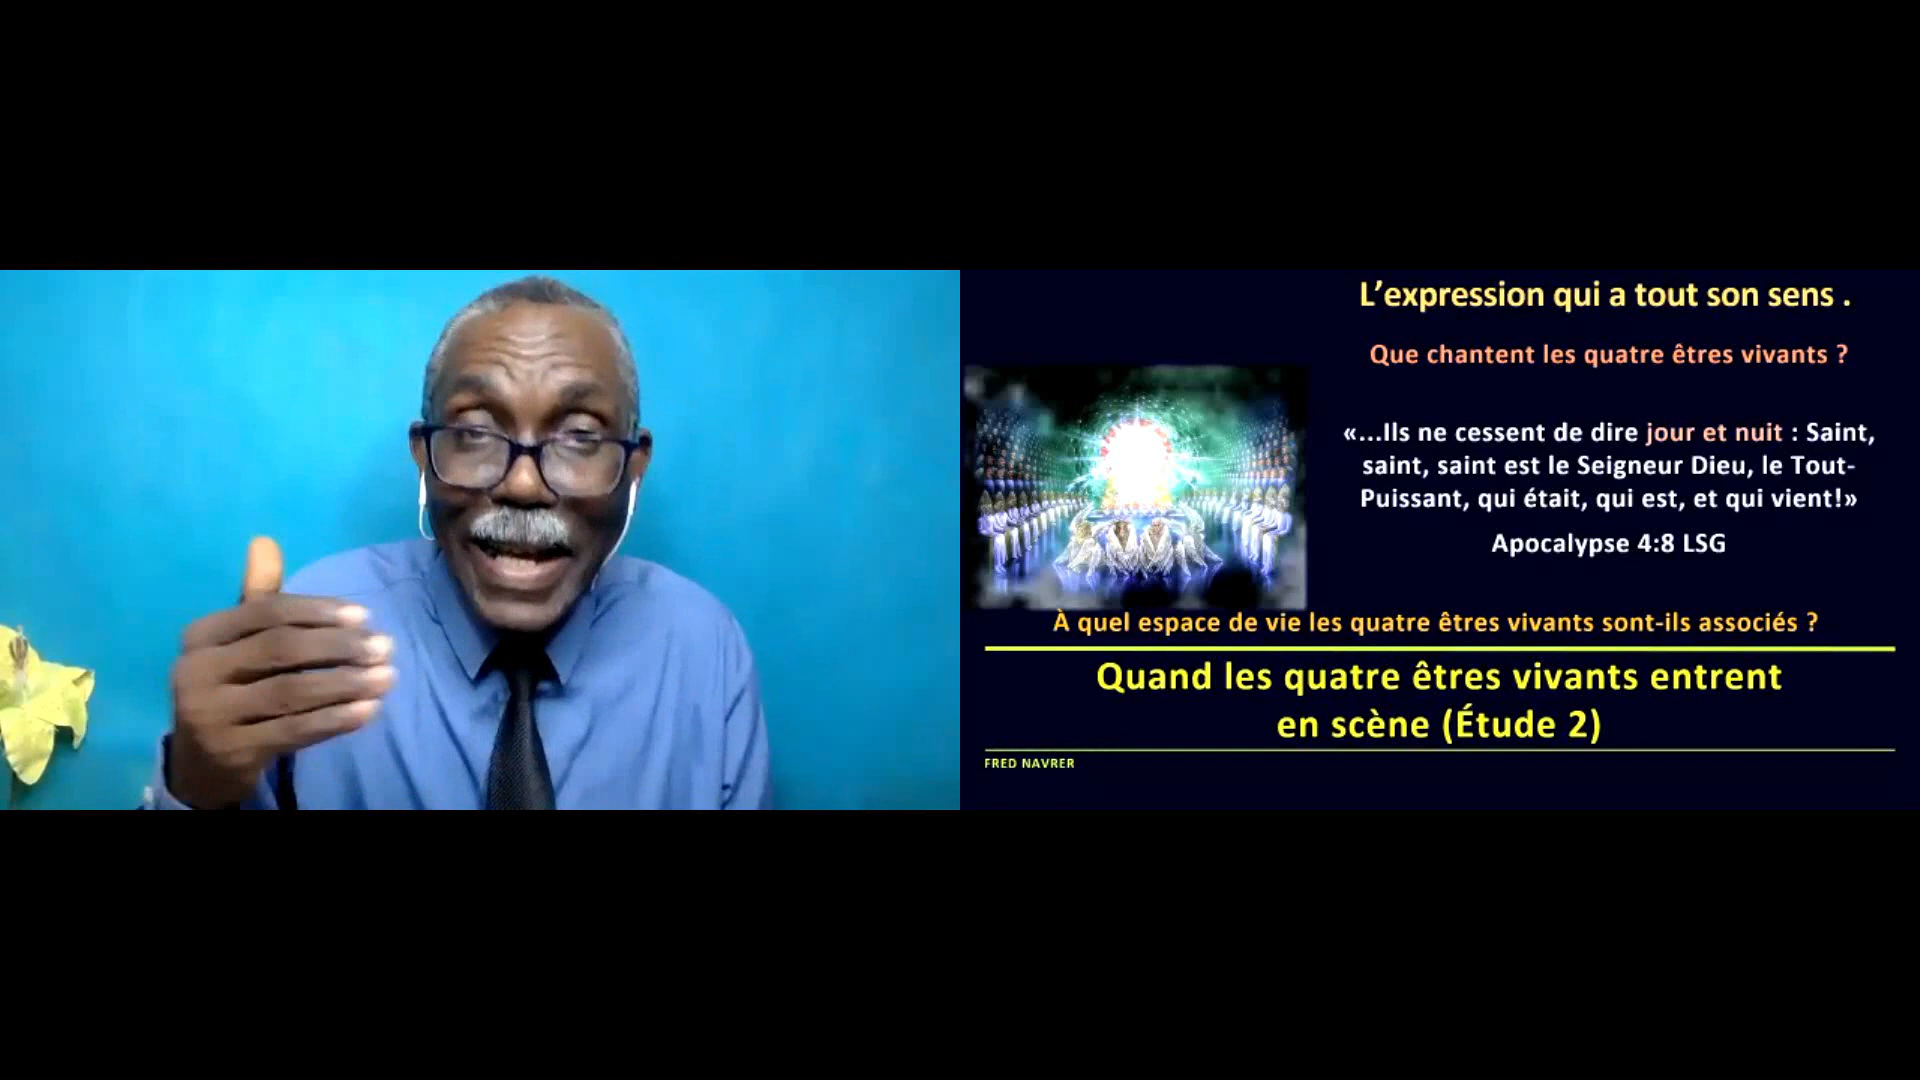 L’expression qui a tout son sens .
Que chantent les quatre êtres vivants ?
«...Ils ne cessent de dire jour et nuit : Saint,
saint, saint est le Seigneur Dieu, le Tout-
Puissant, qui était, qui est, et qui vient!»
Apocalypse 4:8 LSG
À quel espace de vie les quatre êtres vivants sont-ils associés ?
Quand les quatre êtres vivants entrent
en scène (Étude 2)
FRED NAVRER